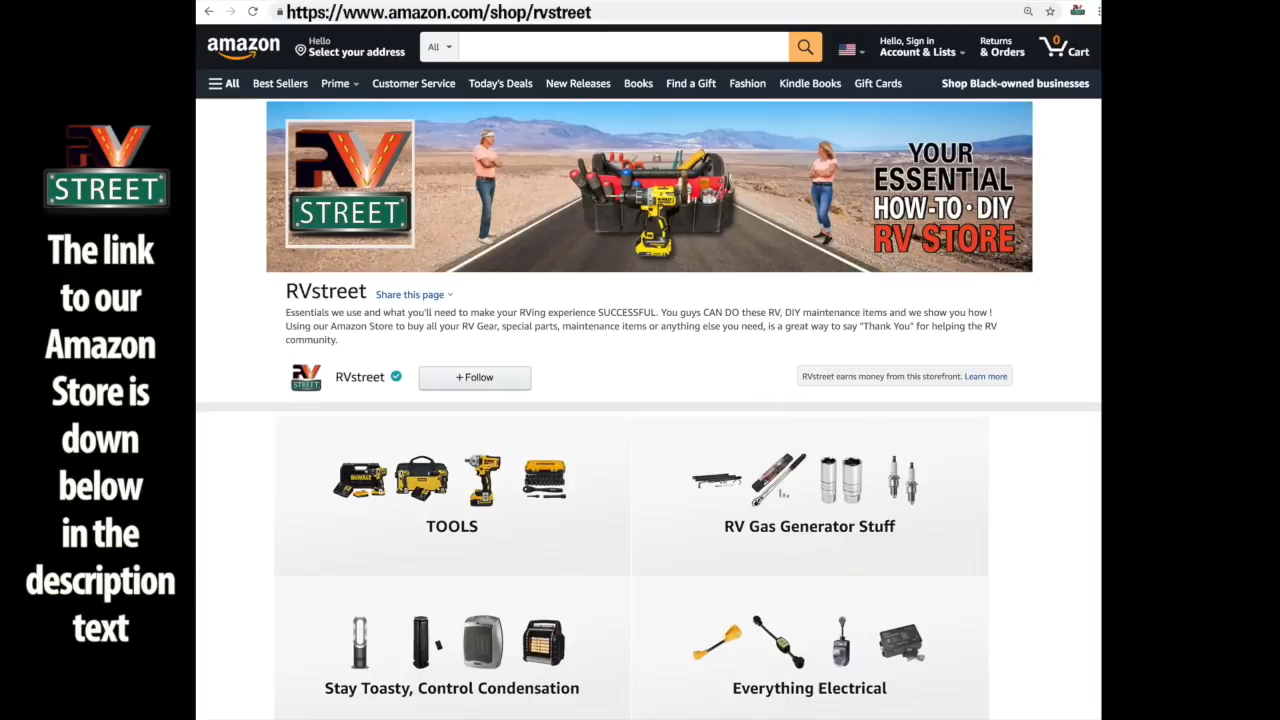 https://www.amazon.com/shop/rvstreet
amazon
Hello
Select your address
All
Hello, Sign in
Account & Lists
Returns
& Orders
0
Cart
All
Best Sellers
Prime
Customer Service
Today's Deals
New Releases
Books
Find a Gift
Fashion
Kindle Books
Gift Cards
Shop Black-owned businesses
RV
STREET
YOUR
ESSENTIAL
HOW-TO·DIY
RV STORE
RV
STREET
The link
to our
Amazon
Store is
down
below
in the
description
text
RVstreet
Share this page
Essentials we use and what you'll need to make your RVing experience SUCCESSFUL. You guys CAN DO these RV, DIY maintenance items and we show you how !
Using our Amazon Store to buy all your RV Gear, special parts, maintenance items or anything else you need, is a great way to say "Thank You" for helping the RV
community.
RV
STREET
RVstreet
+ Follow
RVstreet earns money from this storefront. Learn more
DEWALT
TOOLS
RV Gas Generator Stuff
Stay Toasty, Control Condensation
Everything Electrical